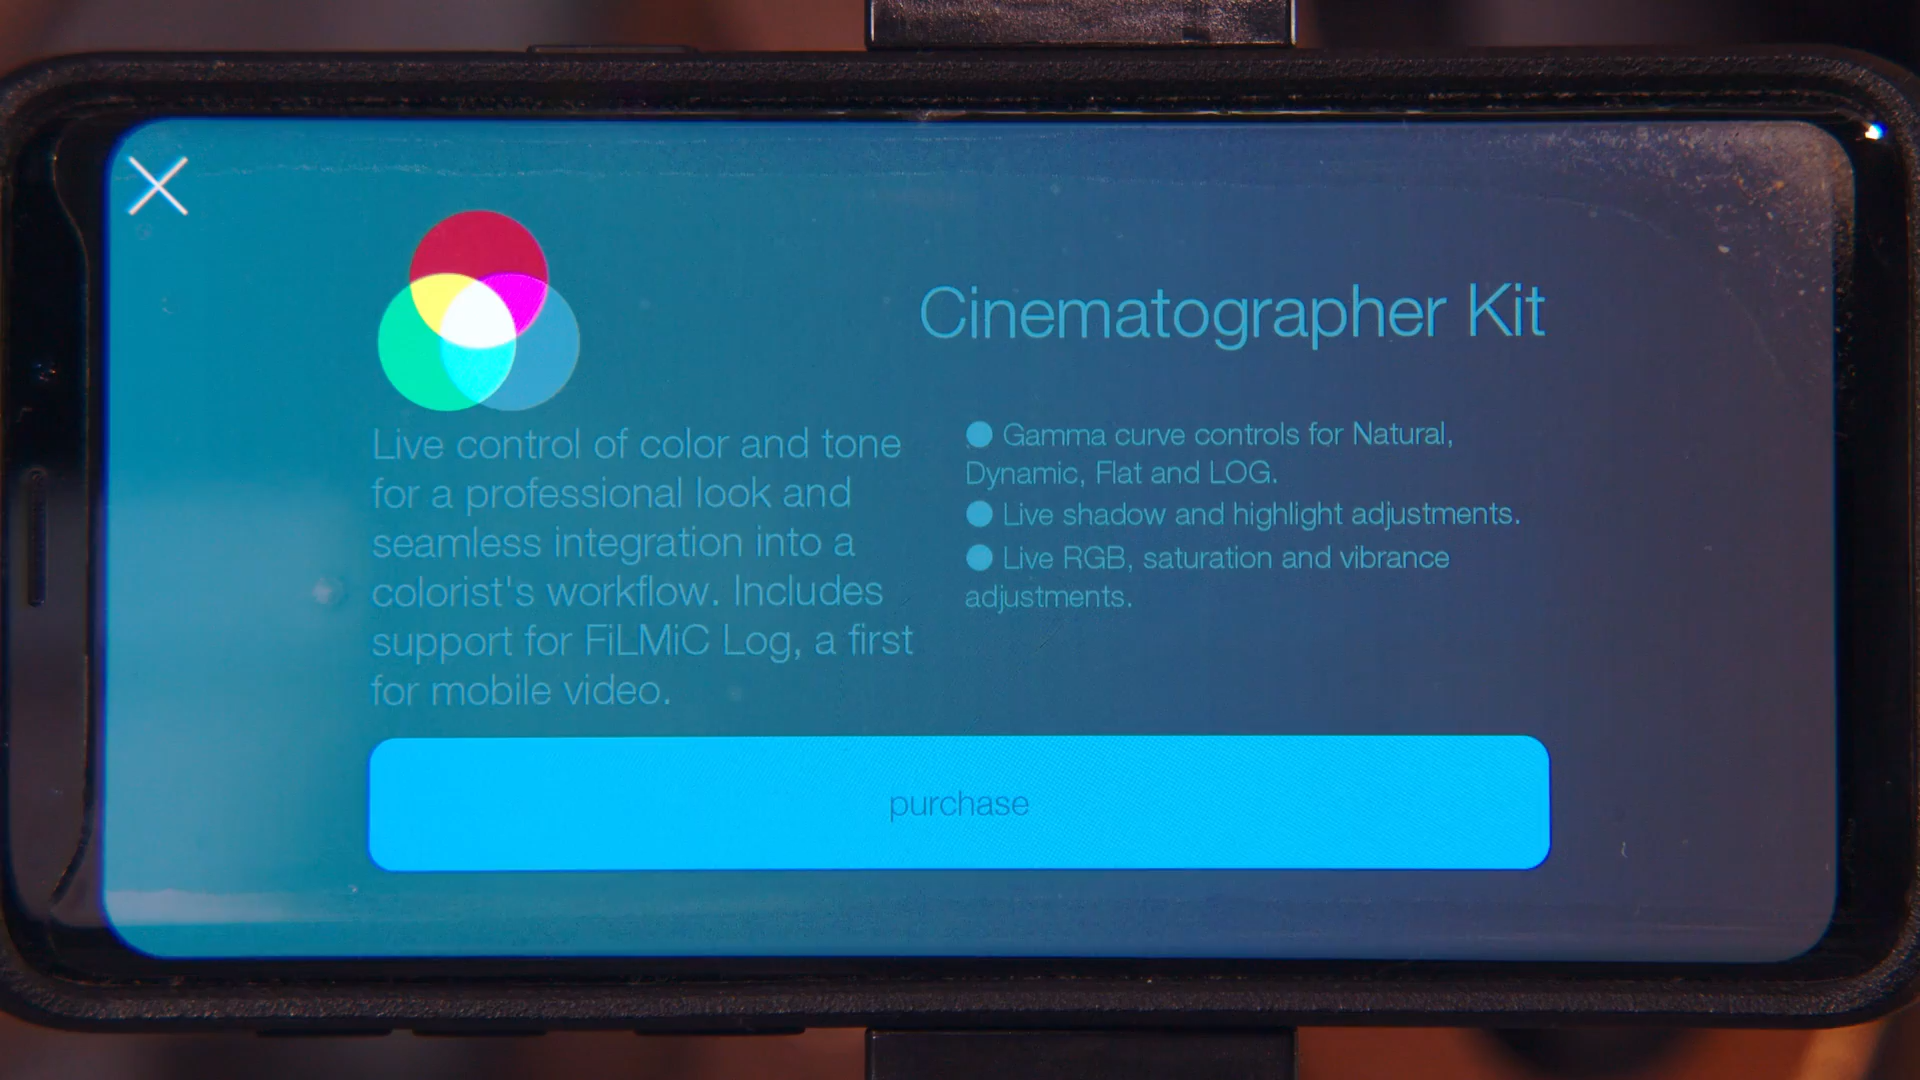 Cinematographer Kit
Live control of color and tone
for a professional look and
seamless integration into a
colorist's workflow. Includes
support for FiLMiC Log, a first
for mobile video.
● Gamma curve controls for Natural,
Dynamic, Flat and LOG.
● Live shadow and highlight adjustments.
● Live RGB, saturation and vibrance
adjustments.
purchase